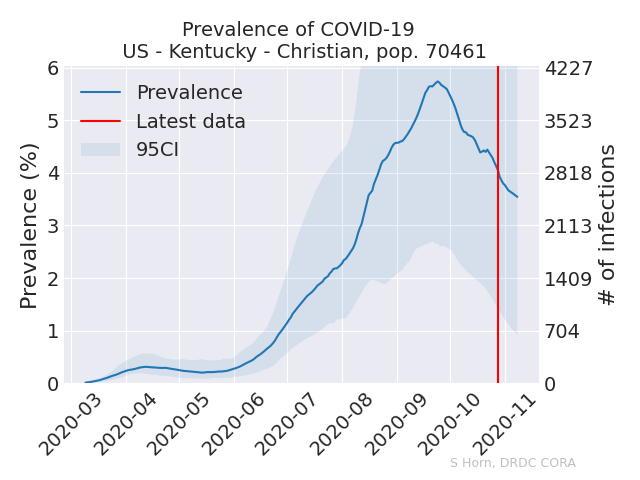 Prevalence of COVID-19
US - Kentucky - Christian, pop. 70461
Prevalence
Latest data
95CI
Prevalence (%)
6
5
4
3
2
1
0
4227
3523
2818
2113
1409
704
0
# of infections
2020-03
2020-04
2020-05
2020-06
2020-07
2020-08
2020-09
2020-10
2020-11
S Horn, DRDC CORA